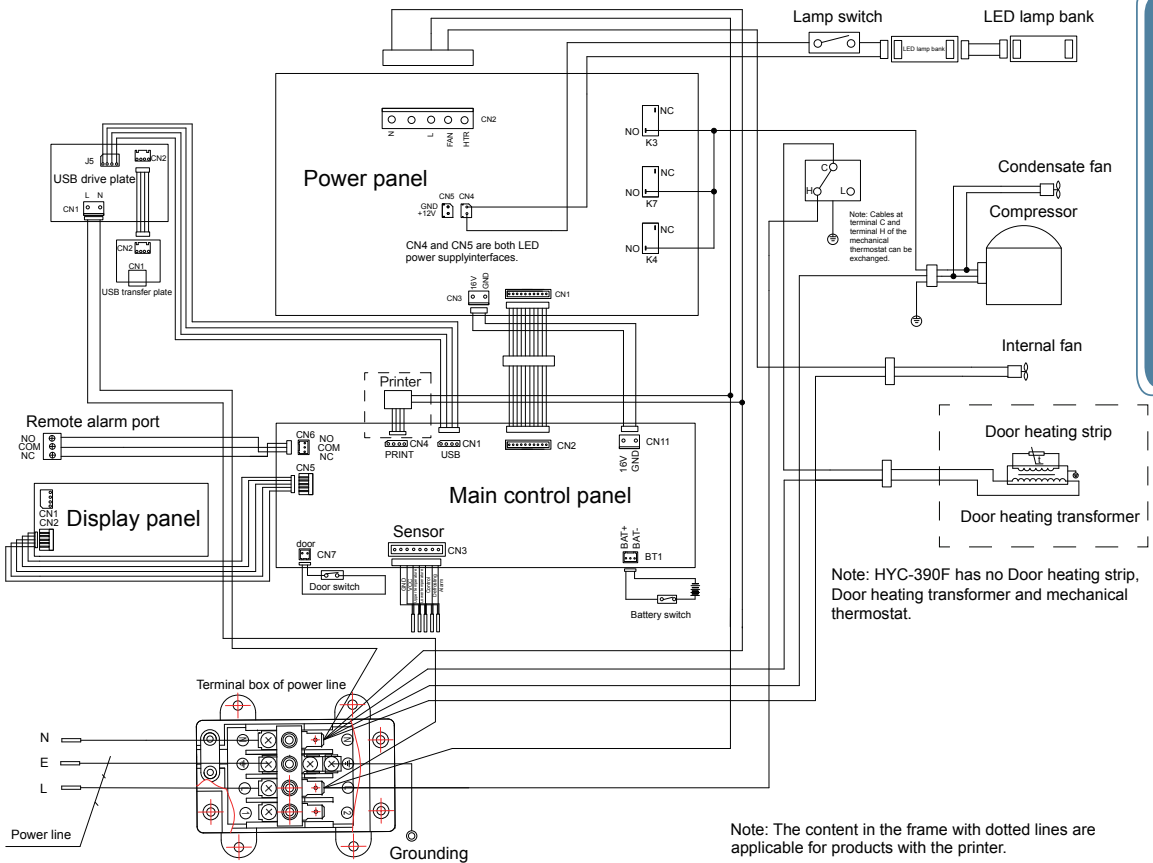 Lamp switch
LED lamp bank
LED lamp bank
N
L
FAN
HTR
CN2
NC
NO
K3
NC
NO
K7
NC
NO
K4
Power panel
CN5 CN4
GND
+12V
CN4 and CN5 are both LED
power supplyinterfaces.
16V
GND
CN3
CN1
J5
CN2
USB drive plate
L N
CN1
CN2
CN1
USB transfer plate
C
H
L
Note: Cables at
terminal C and
terminal H of the
mechanical
thermostat can be
exchanged.
Condensate fan
Compressor
Internal fan
Printer
Remote alarm port
NO
COM
NC
CN6
NO
COM
NC
CN4
PRINT
CN1
USB
CN2
CN11
16V
GND
CN5
Main control panel
CN1
CN2
Display panel
Sensor
CN3
door
CN7
Door switch
GND
VCC
Control
Defrosting
Alarm
BAT+
BAT-
BT1
Battery switch
Door heating strip
Door heating transformer
Note: HYC-390F has no Door heating strip,
Door heating transformer and mechanical
thermostat.
Terminal box of power line
N
E
L
N
N
L
L
1
2
Power line
Grounding
Note: The content in the frame with dotted lines are
applicable for products with the printer.